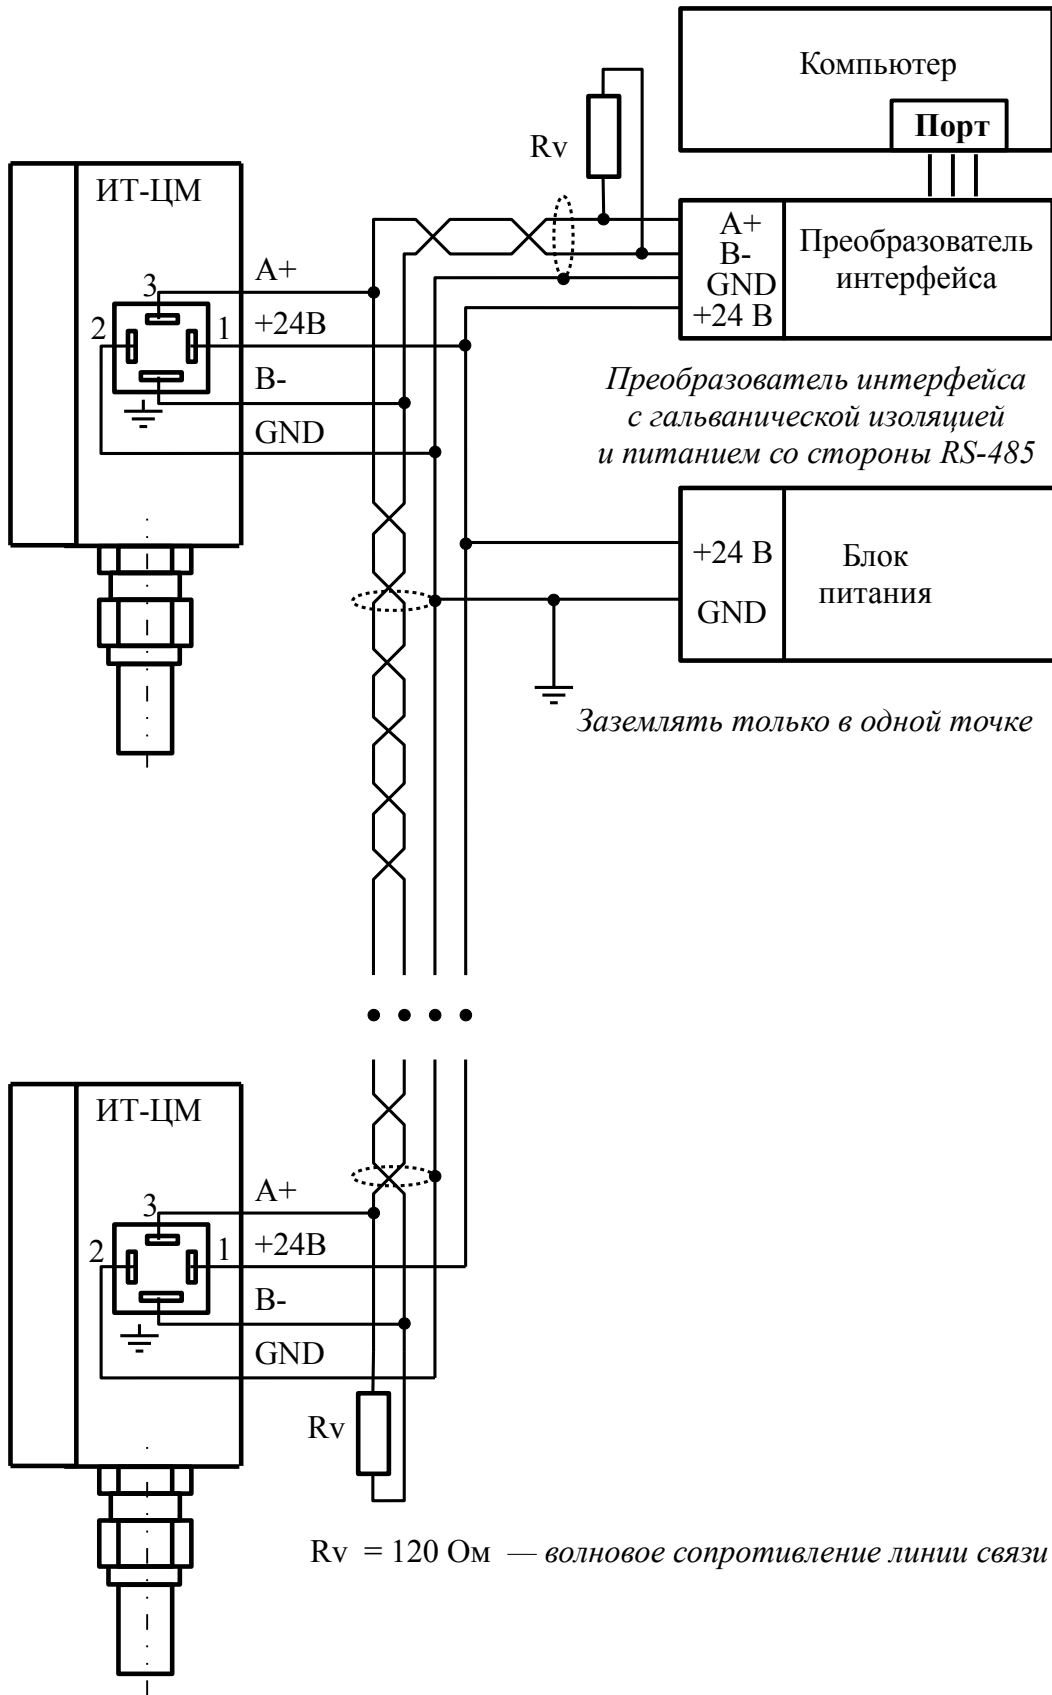 Компьютер
Порт
Rv
ИТ-ЦМ
A+
B-
GND
+24 В
Преобразователь
интерфейса
3
A+
2
1
+24В
B-
GND
Преобразователь интерфейса
с гальванической изоляцией
и питанием со стороны RS-485
+24 В
GND
Блок
питания
Заземлять только в одной точке
ИТ-ЦМ
3
A+
2
1
+24В
B-
GND
Rv
Rv = 120 Ом — волновое сопротивление линии связи